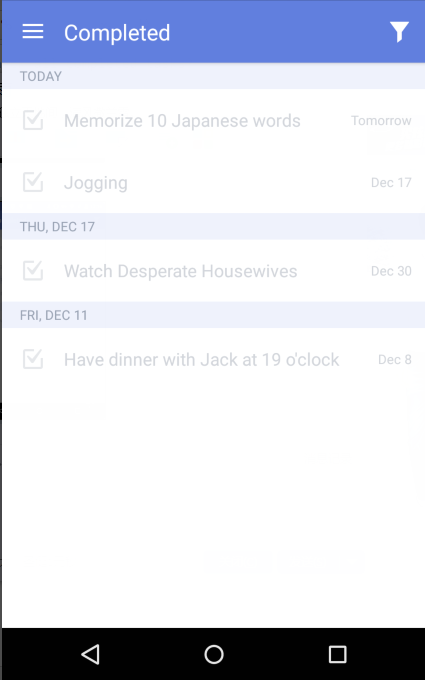 Completed
TODAY
Memorize 10 Japanese words Tomorrow
Jogging Dec 17
THU, DEC 17
Watch Desperate Housewives Dec 30
FRI, DEC 11
Have dinner with Jack at 19 o'clock Dec 8